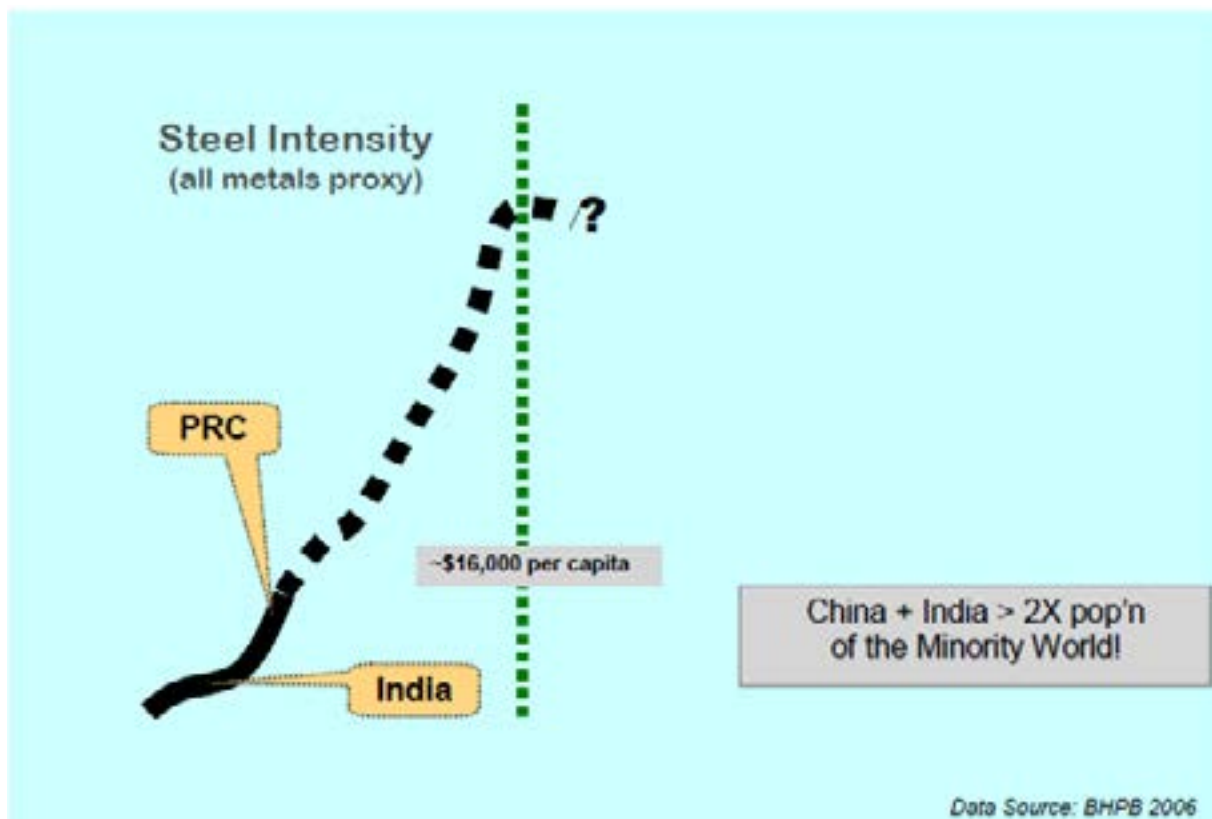 Steel Intensity
(all metals proxy)
/?
PRC
~$16,000 per capita
China + India > 2X pop'n
of the Minority World!
India
Data Source: BHPB 2006